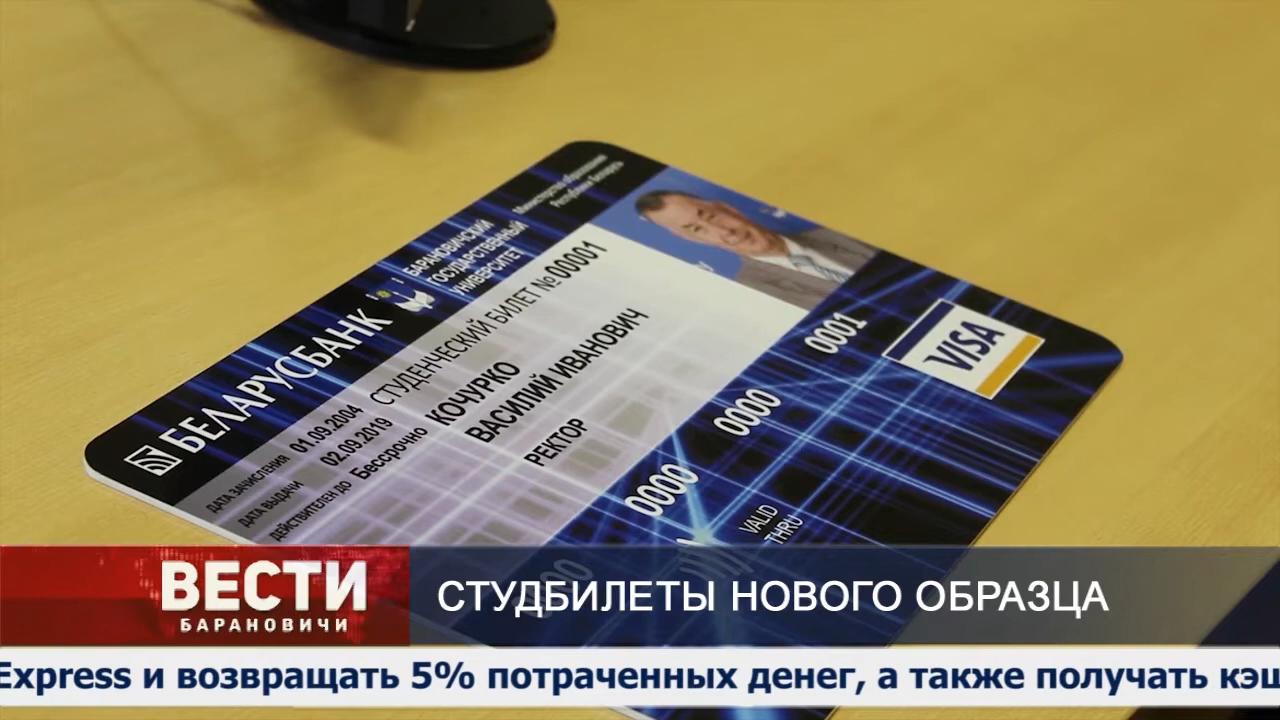 Министерство образования
Республики Беларусь
БЕЛАРУСБАНК
БАРАНОВИЧСКИЙ
ГОСУДАРСТВЕННЫЙ
УНИВЕРСИТЕТ
СТУДЕНЧЕСКИЙ БИЛЕТ № 00001
ДАТА ЗАЧИСЛЕНИЯ 01.09.2004
ДАТА ВЫДАЧИ 02.09.2019
ДЕЙСТВИТЕЛЕН ДО Бессрочно
КОЧУРКО
ВАСИЛИЙ ИВАНОВИЧ
РЕКТОР
0000 0000 0001
VALID
THRU
VISA
ВЕСТИ
БАРАНОВИЧИ
СТУДБИЛЕТЫ НОВОГО ОБРАЗЦА
Express и возвращать 5% потраченных денег, а также получать кэш